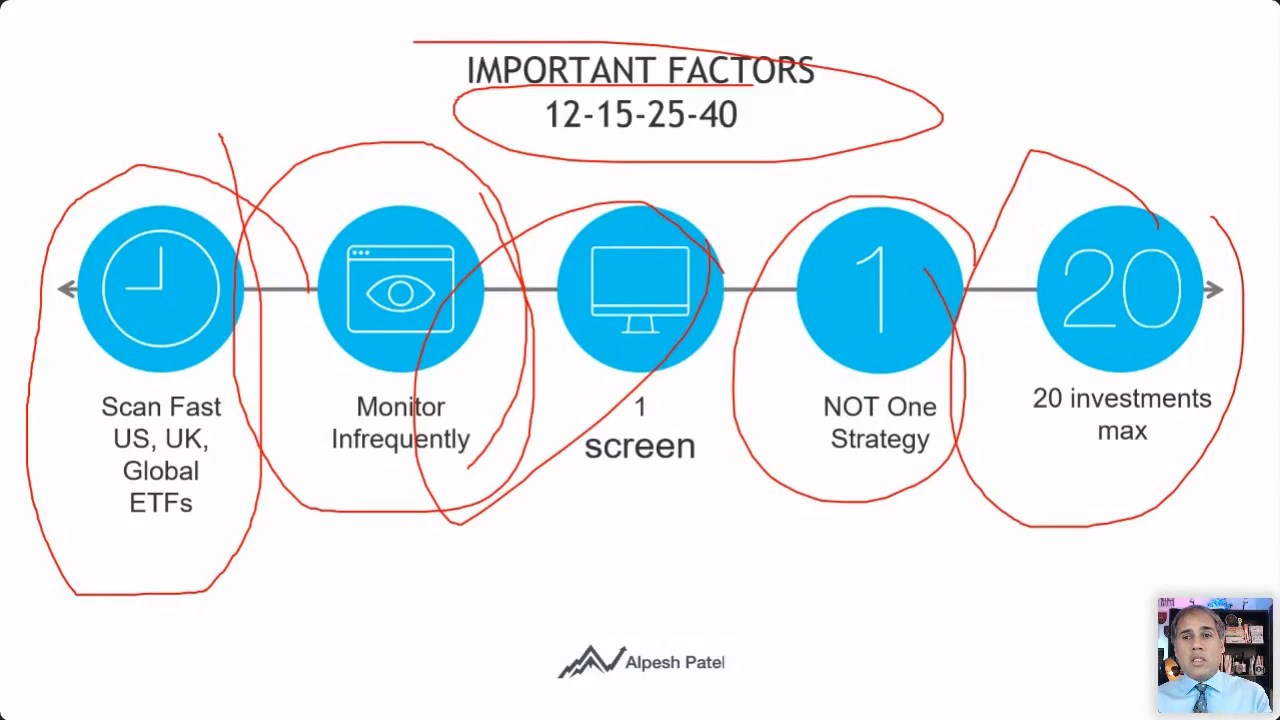 IMPORTANT FACTORS
12-15-25-40
1
20
Scan Fast
US, UK,
Global
ETFs
Monitor
Infrequently
1
screen
NOT One
Strategy
20 investments
max
Alpesh Patel